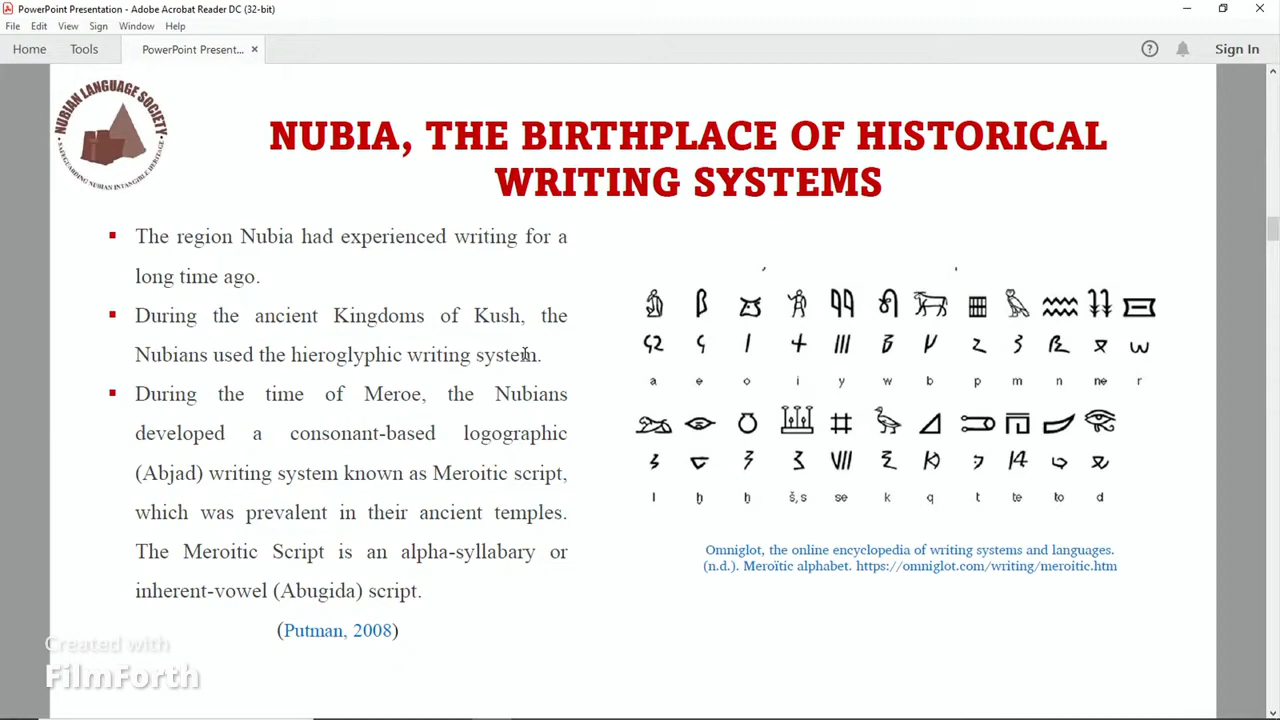 PowerPoint Presentation - Adobe Acrobat Reader DC (32-bit)
File Edit View Sign Window Help
Home Tools PowerPoint Present... × Sign In
NUBIAN LANGUAGE SOCIETY
SAFEGUARDING NUBIAN INTANGIBLE HERITAGE
NUBIA, THE BIRTHPLACE OF HISTORICAL
WRITING SYSTEMS
▪ The region Nubia had experienced writing for a
long time ago.
▪ During the ancient Kingdoms of Kush, the
Nubians used the hieroglyphic writing system.
▪ During the time of Meroe, the Nubians
developed a consonant-based logographic
(Abjad) writing system known as Meroitic script,
which was prevalent in their ancient temples.
The Meroitic Script is an alpha-syllabary or
inherent-vowel (Abugida) script.
(Putman, 2008)
a e o i y w b p m n ne r
l ḫ ẖ š,s se k q t te to d
Omniglot, the online encyclopedia of writing systems and languages.
(n.d.). Meroïtic alphabet. https://omniglot.com/writing/meroitic.htm
Created with
FilmForth